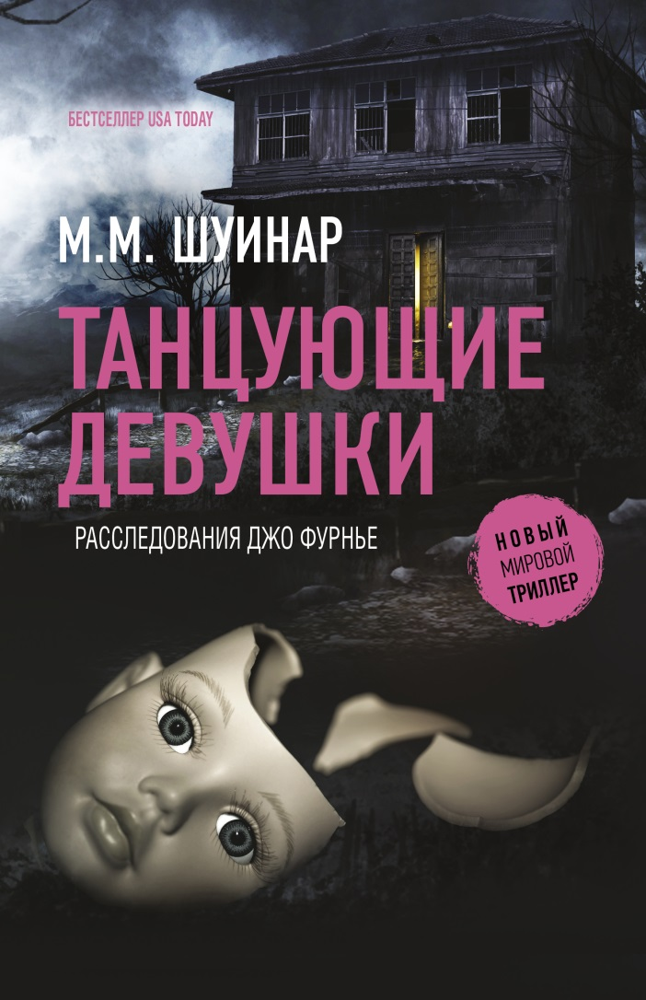 БЕСТСЕЛЛЕР USA TODAY
М.М. ШУИНАР
ТАНЦУЮЩИЕ
ДЕВУШКИ
РАССЛЕДОВАНИЯ ДЖО ФУРНЬЕ
НОВЫЙ
МИРОВОЙ
ТРИЛЛЕР